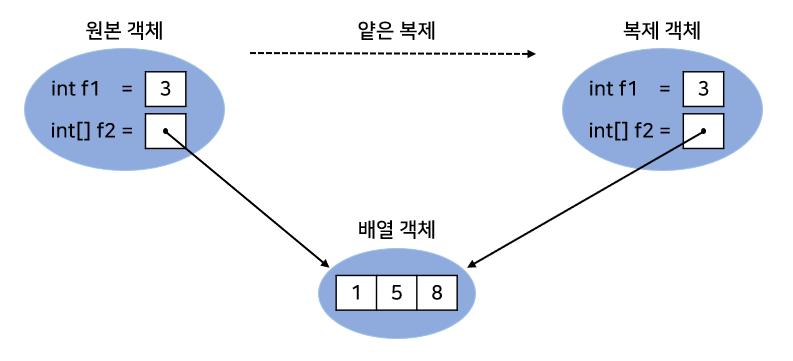 원본 객체
얕은 복제
복제 객체
int f1 = 3
int[] f2 =
int f1 = 3
int[] f2 =
배열 객체
1 5 8